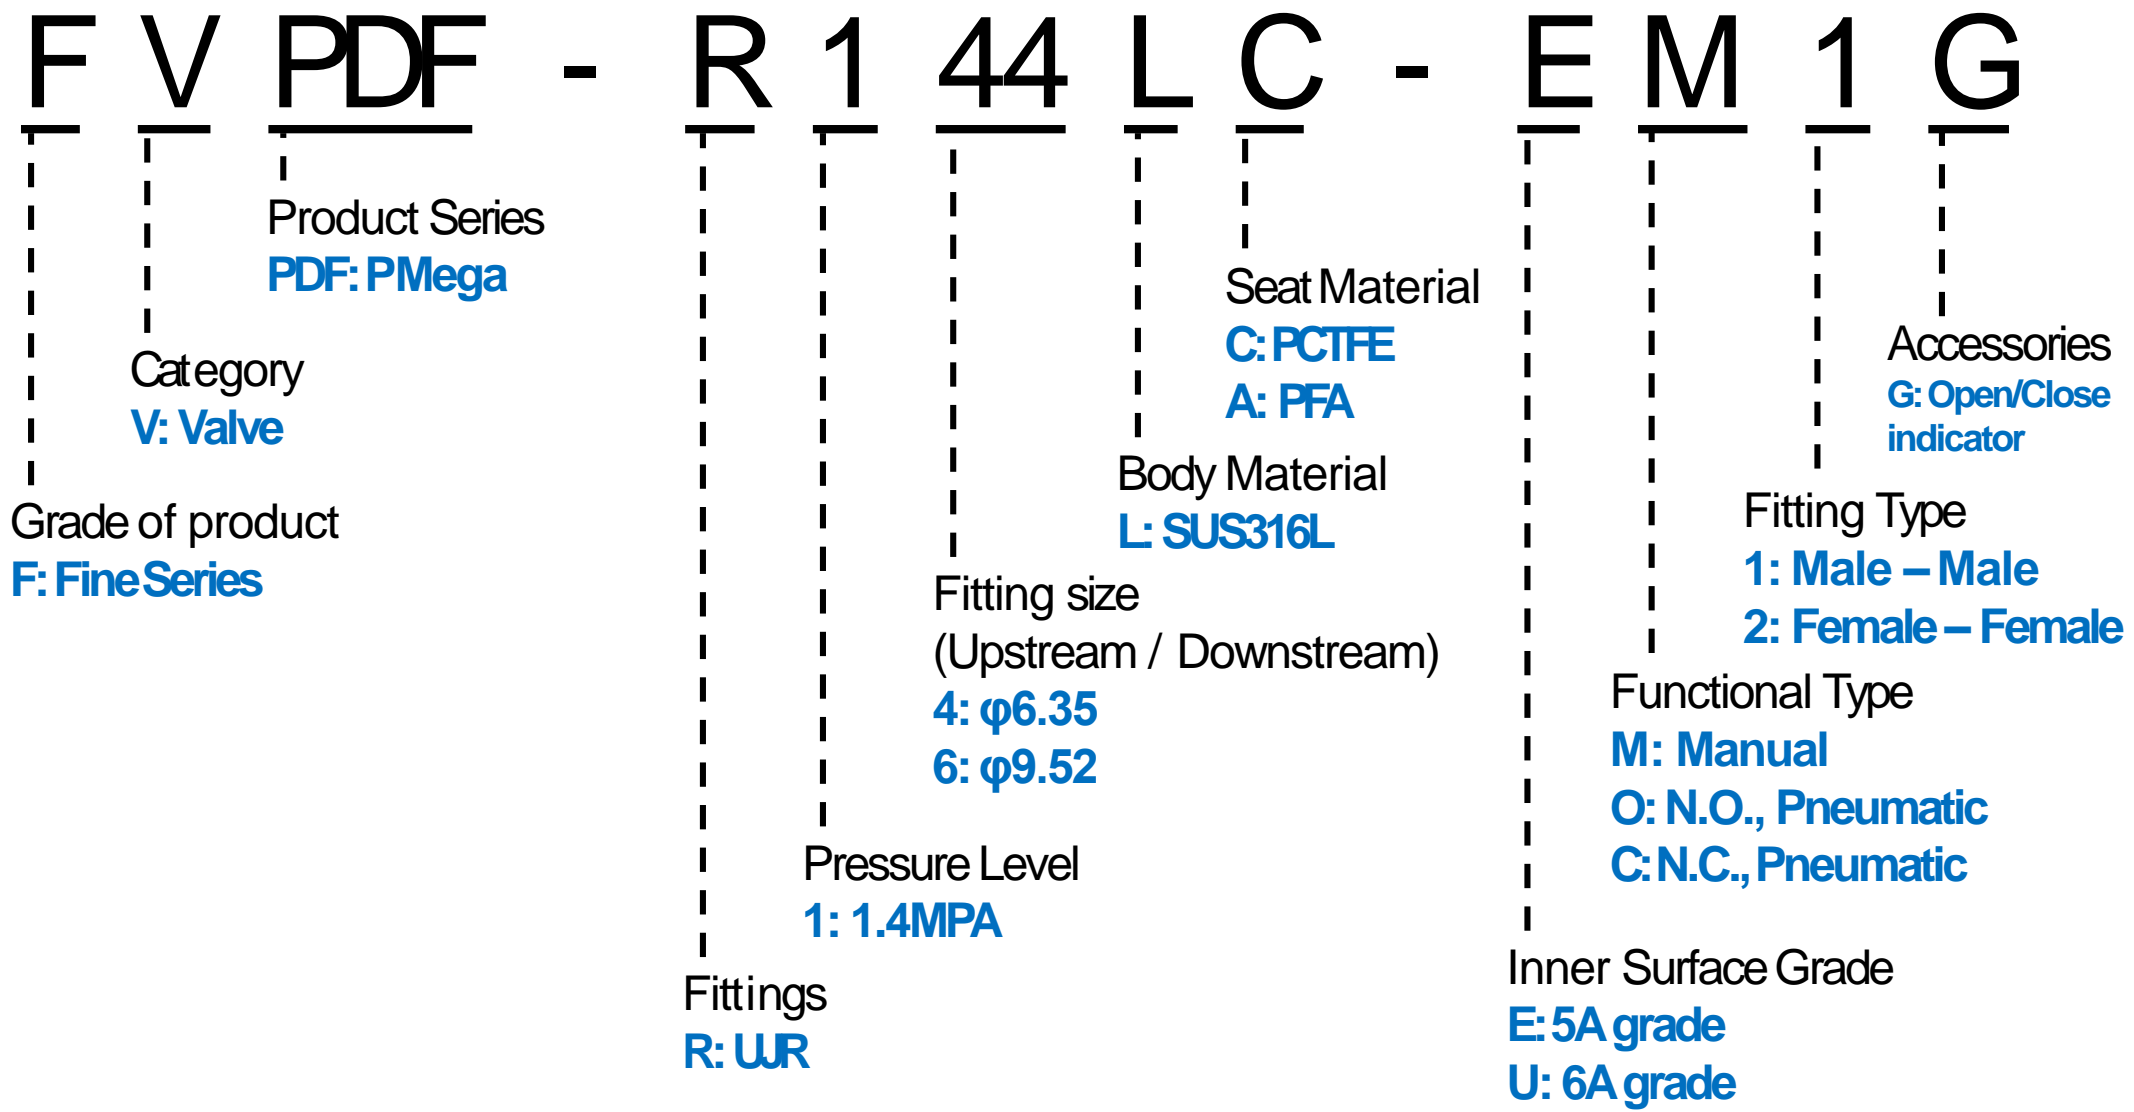 F V PDF - R 1 44 L C - E M 1 G
Product Series
PDF: PMega
Category
V: Valve
Grade of product
F: Fine Series
Fittings
R: UJR
Pressure Level
1: 1.4MPA
Fitting size
(Upstream / Downstream)
4: φ6.35
6: φ9.52
Body Material
L: SUS316L
Seat Material
C: PCTFE
A: PFA
Inner Surface Grade
E: 5A grade
U: 6A grade
Functional Type
M: Manual
O: N.O., Pneumatic
C: N.C., Pneumatic
Fitting Type
1: Male – Male
2: Female – Female
Accessories
G: Open/Close
indicator